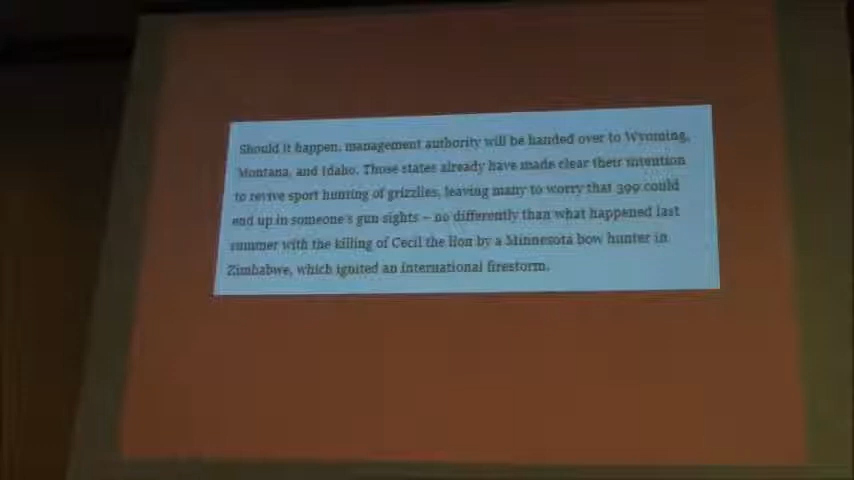 Should it happen, management authority will be handed over to Wyoming,
Montana, and Idaho. Those states already have made clear their intention
to revive sport hunting of grizzlies, leaving many to worry that 399 could
end up in someone's gun sights – no differently than what happened last
summer with the killing of Cecil the lion by a Minnesota bow hunter in
Zimbabwe, which ignited an international firestorm.